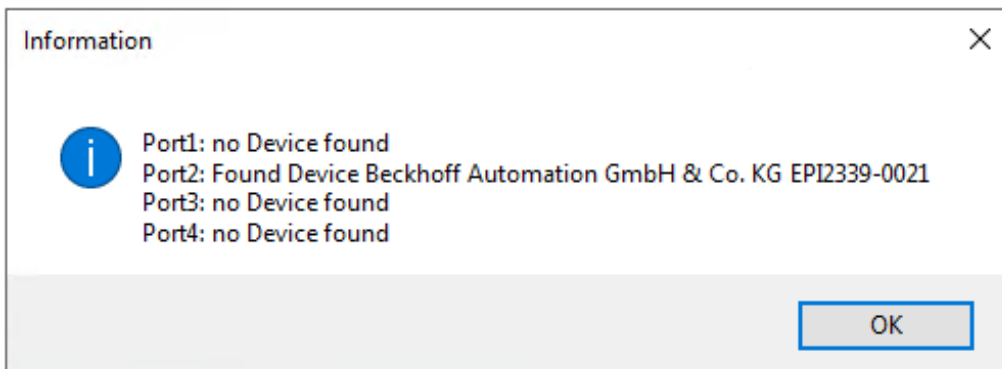 Information
Port1: no Device found
Port2: Found Device Beckhoff Automation GmbH & Co. KG EPI2339-0021
Port3: no Device found
Port4: no Device found
OK